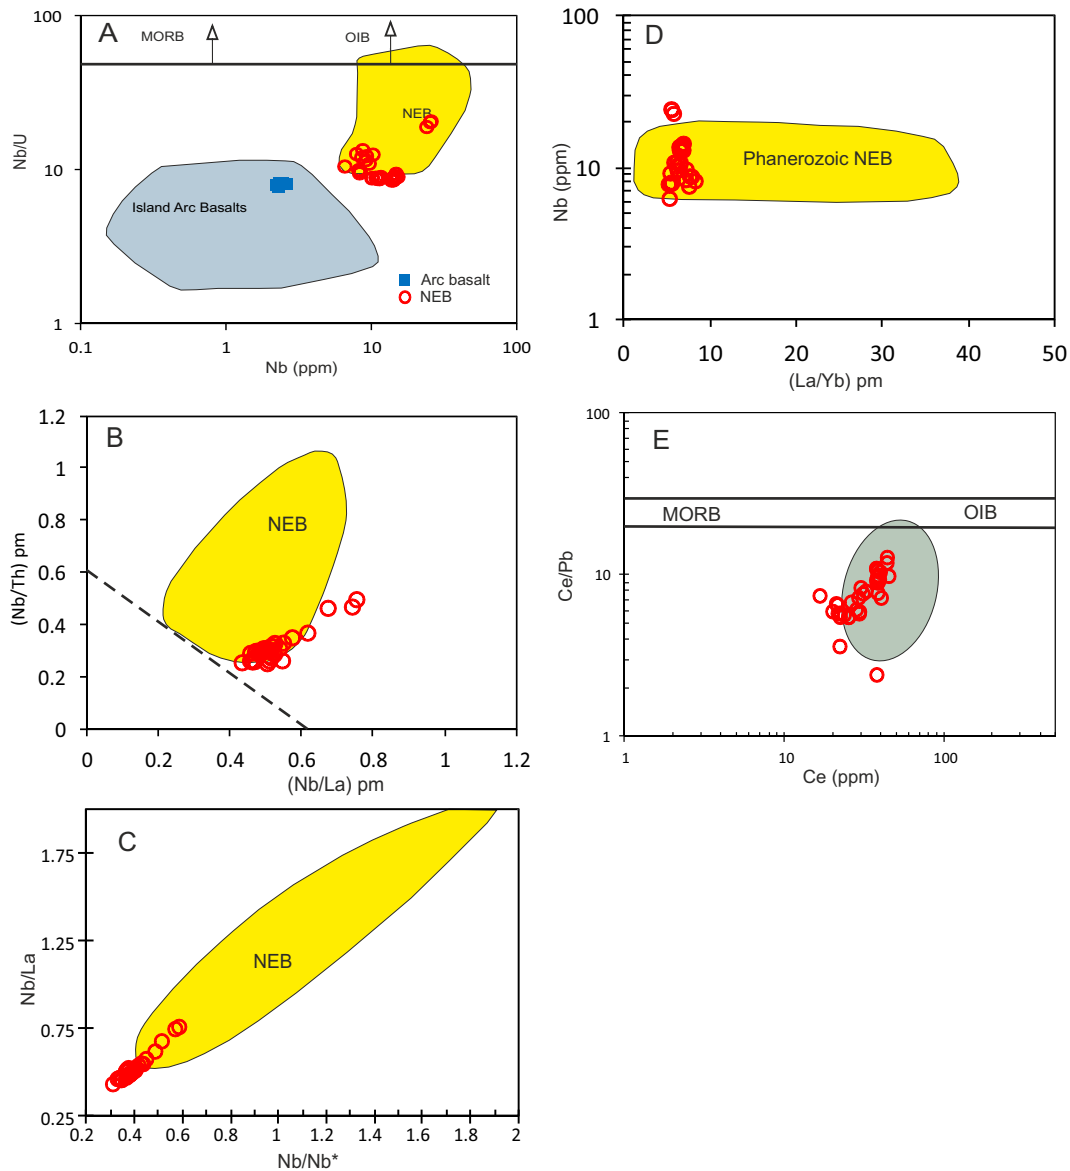 A
MORB
OIB
NEB
Island Arc Basalts
Arc basalt
NEB
100
10
1
Nb/U
0.1
1
10
100
Nb (ppm)
D
Phanerozoic NEB
100
10
1
Nb (ppm)
0
10
20
30
40
50
(La/Yb) pm
B
NEB
1.2
1
0.8
0.6
0.4
0.2
0
(Nb/Th) pm
0
0.2
0.4
0.6
0.8
1
1.2
(Nb/La) pm
E
MORB
OIB
100
10
1
Ce/Pb
1
10
100
Ce (ppm)
C
NEB
1.75
1.25
0.75
0.25
Nb/La
0.2
0.4
0.6
0.8
1
1.2
1.4
1.6
1.8
2
Nb/Nb*